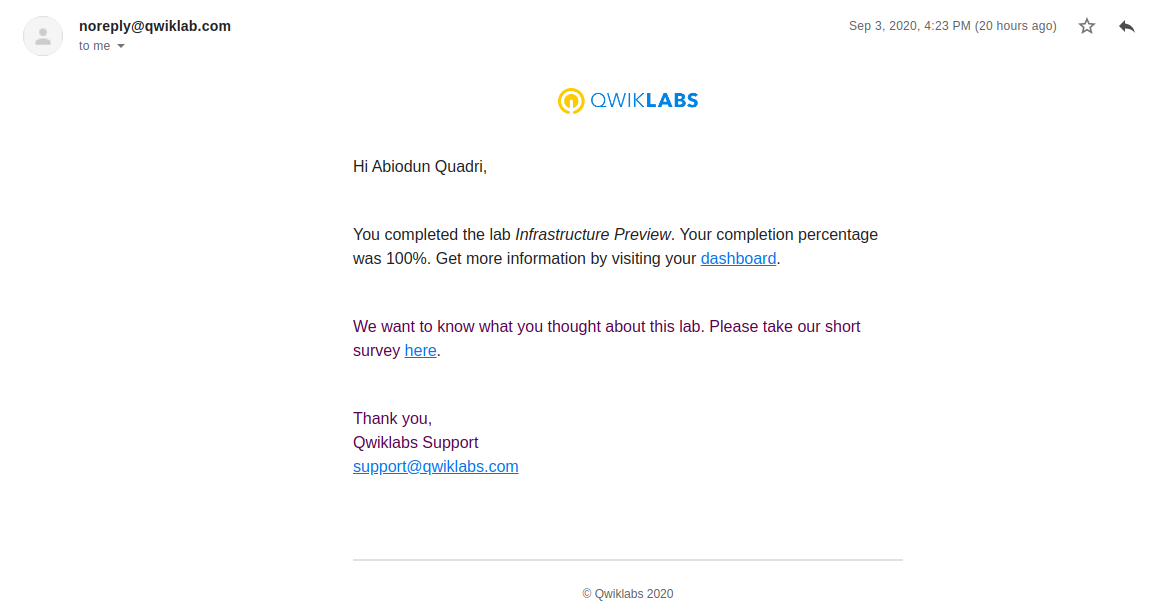 noreply@qwiklab.com
Sep 3, 2020, 4:23 PM (20 hours ago)
to me
QWIKLABS
Hi Abiodun Quadri,
You completed the lab Infrastructure Preview. Your completion percentage
was 100%. Get more information by visiting your dashboard.
We want to know what you thought about this lab. Please take our short
survey here.
Thank you,
Qwiklabs Support
support@qwiklabs.com
© Qwiklabs 2020